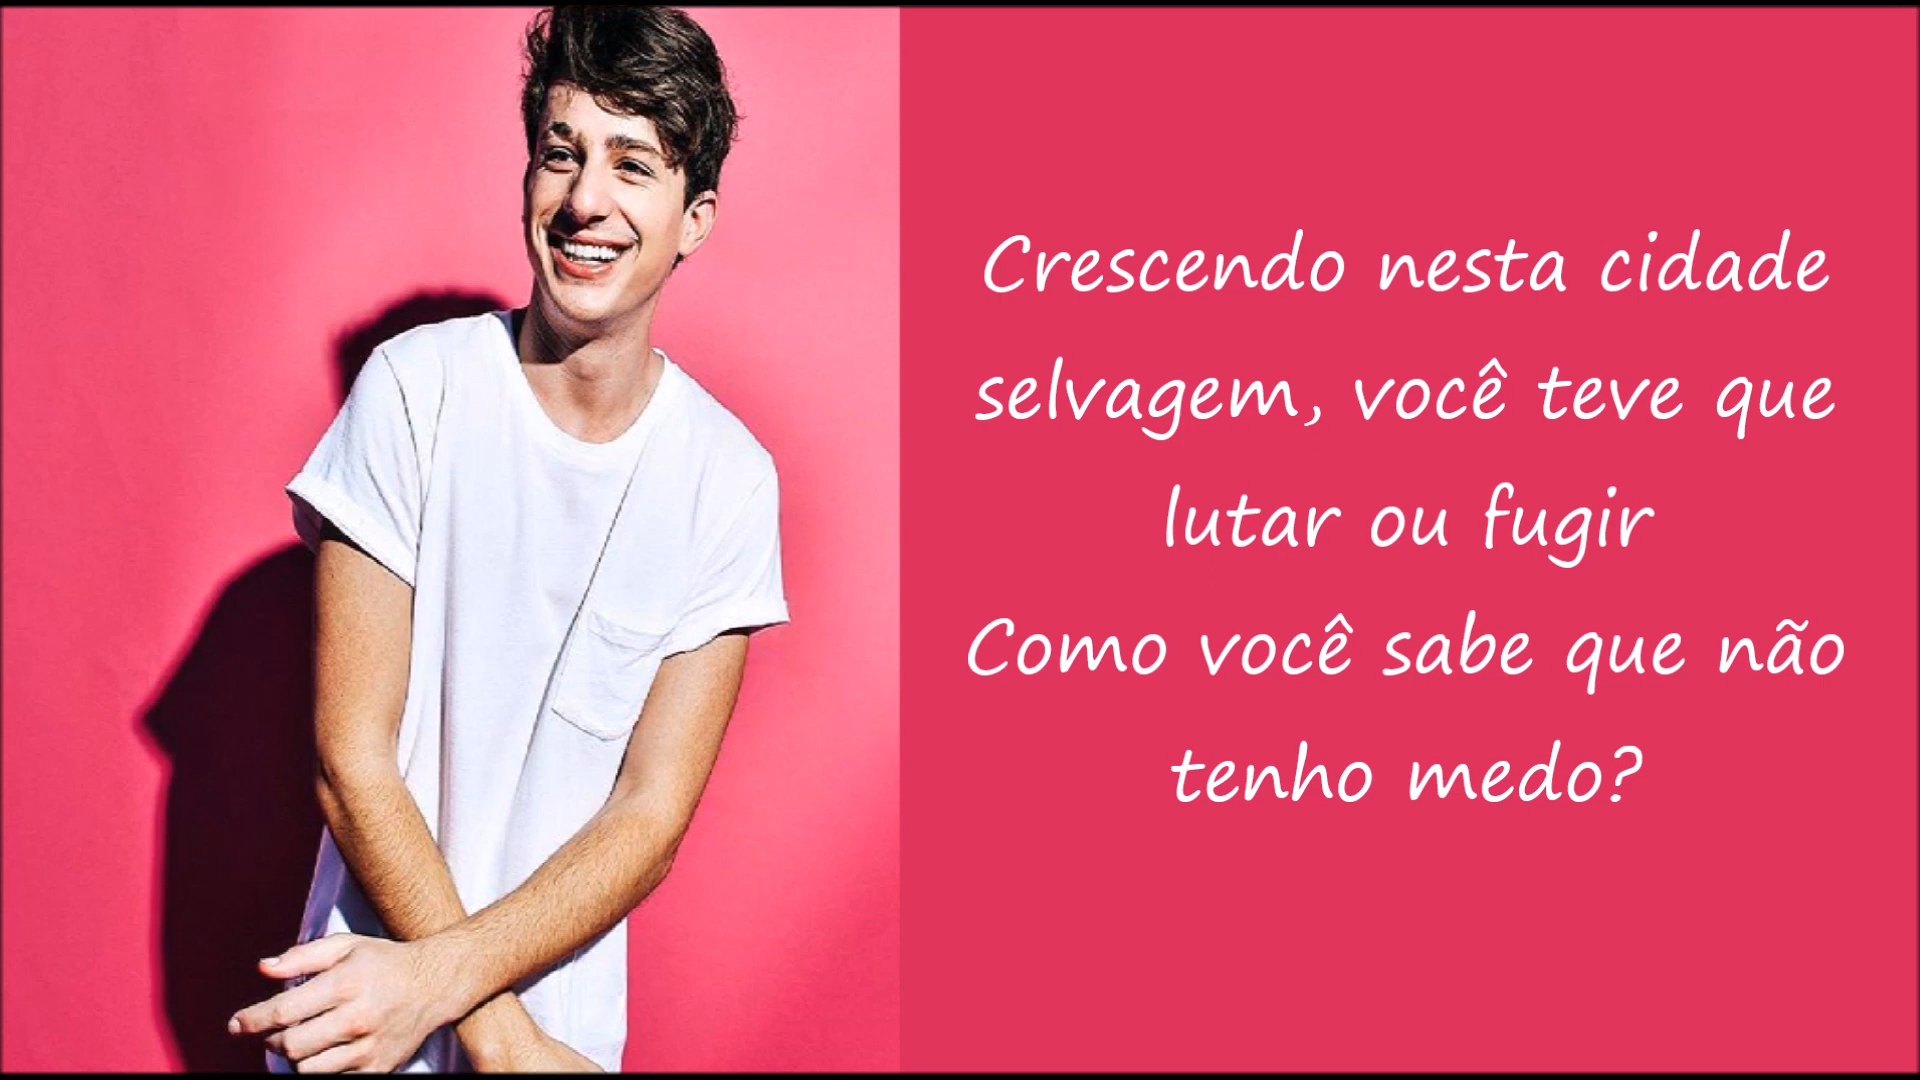 Crescendo nesta cidade
selvagem, você teve que
lutar ou fugir
Como você sabe que não
tenho medo?